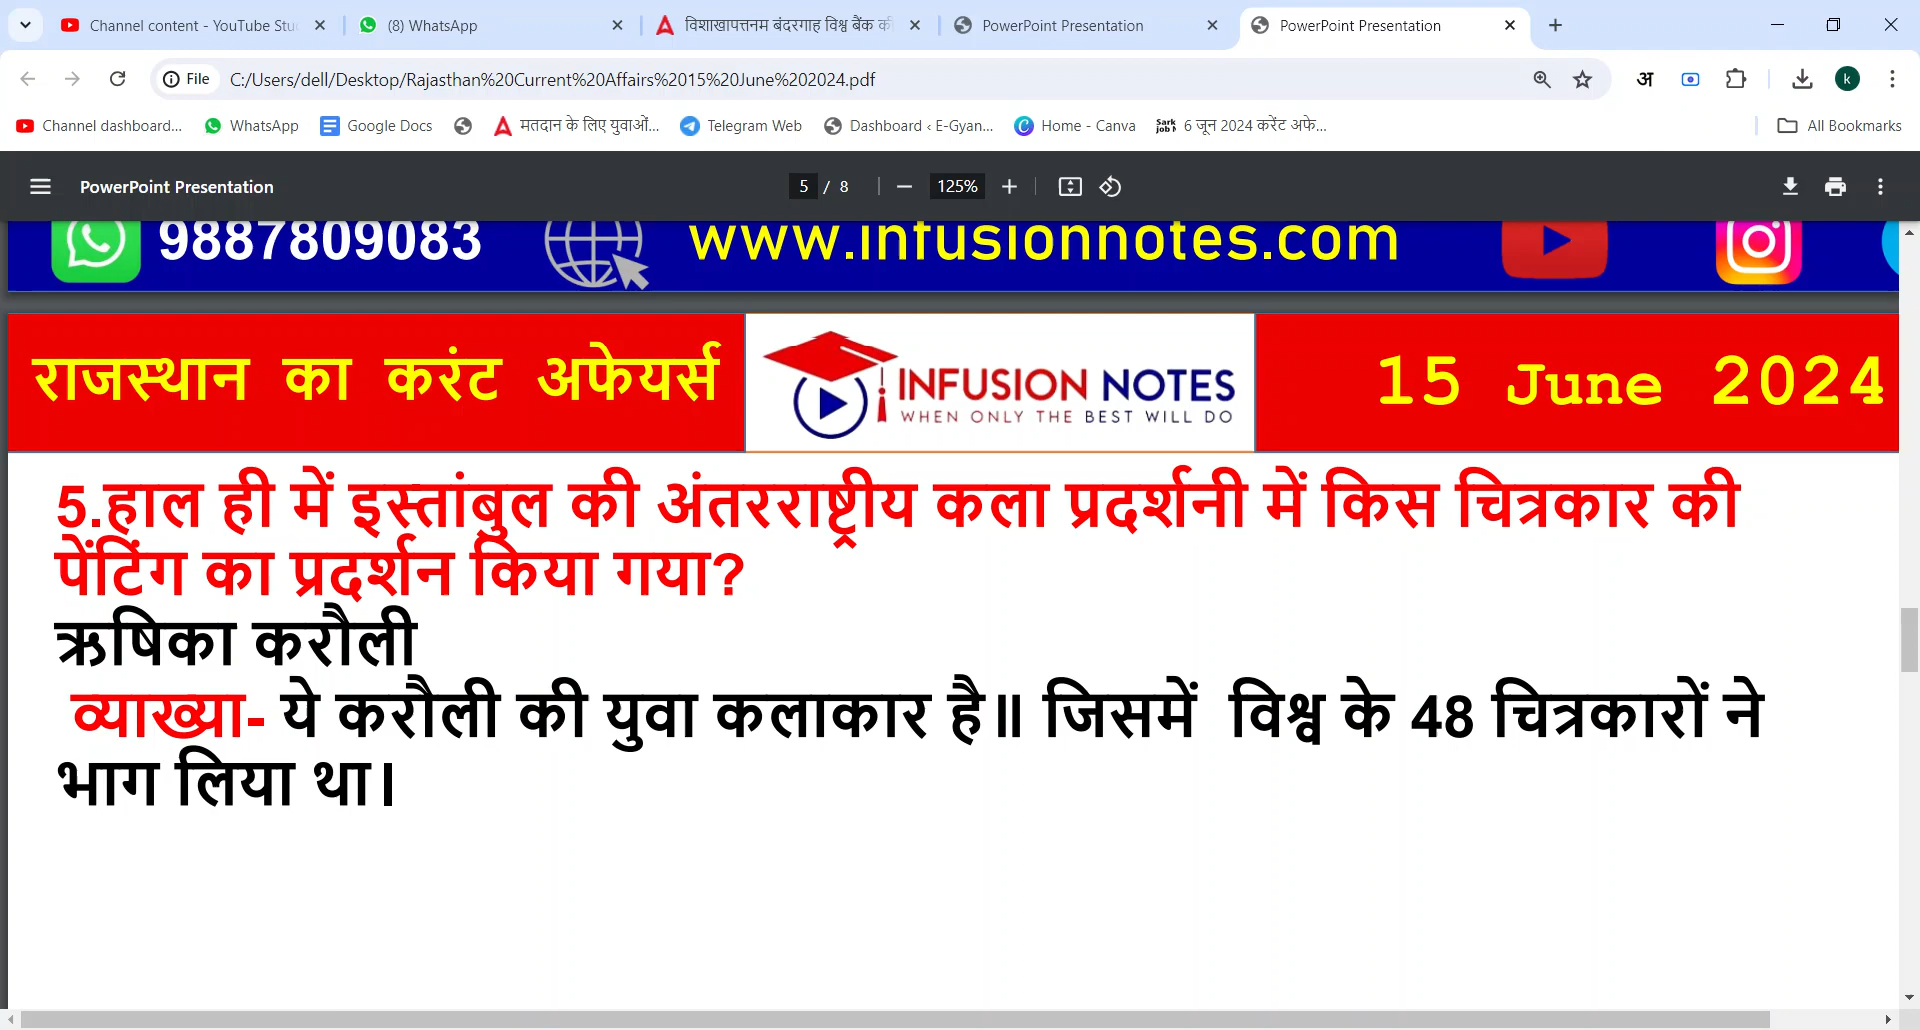 Channel content - YouTube Stu
(8) WhatsApp
विशाखापत्तनम बंदरगाह विश्व बैंक की
PowerPoint Presentation
PowerPoint Presentation
File
C:/Users/dell/Desktop/Rajasthan%20Current%20Affairs%2015%20June%202024.pdf
अ
k
Channel dashboard...
WhatsApp
Google Docs
मतदान के लिए युवाओं...
Telegram Web
Dashboard ‹ E-Gyan...
Home - Canva
Sarkjob
6 जून 2024 करेंट अफे...
All Bookmarks
PowerPoint Presentation
5 / 8
125%
9887809083
www.infusionnotes.com
राजस्थान का करंट अफेयर्स
INFUSION NOTES
WHEN ONLY THE BEST WILL DO
15 June 2024
5.हाल ही में इस्तांबुल की अंतरराष्ट्रीय कला प्रदर्शनी में किस चित्रकार की
पेंटिंग का प्रदर्शन किया गया?
ऋषिका करौली
व्याख्या- ये करौली की युवा कलाकार है॥ जिसमें विश्व के 48 चित्रकारों ने
भाग लिया था।